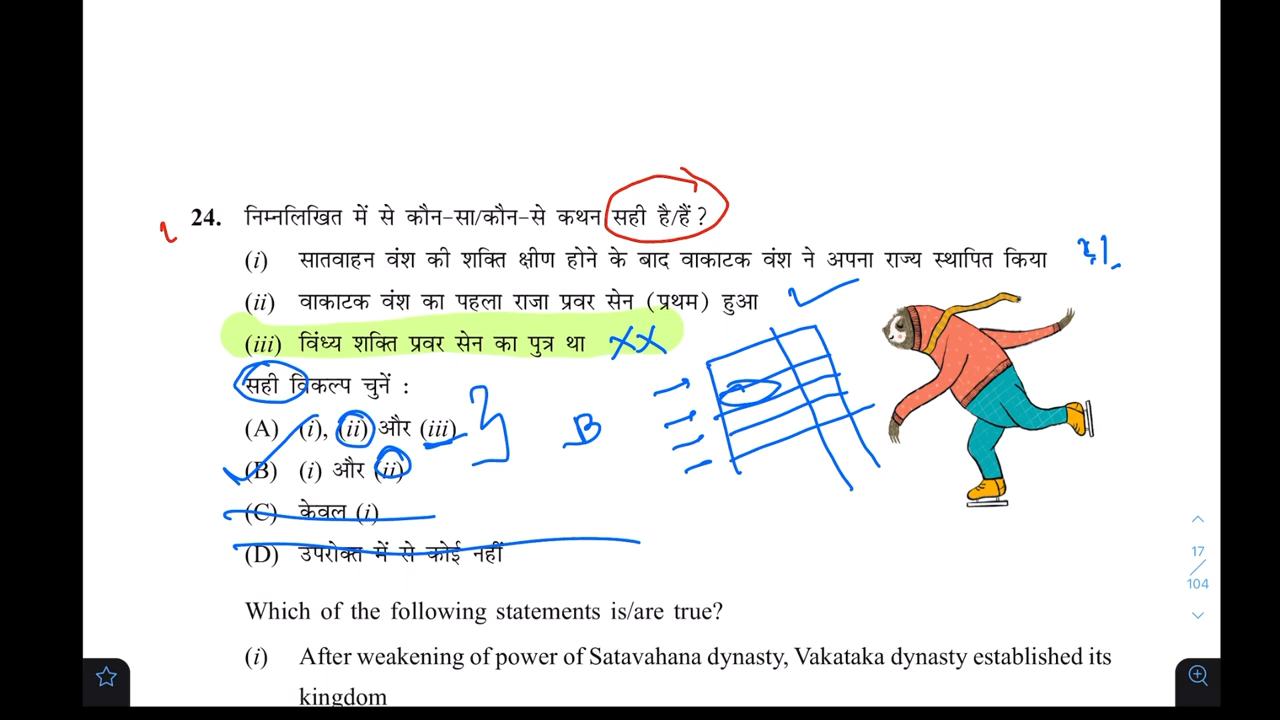 24. निम्नलिखित में से कौन-सा/कौन-से कथन सही है/हैं ?
(i) सातवाहन वंश की शक्ति क्षीण होने के बाद वाकाटक वंश ने अपना राज्य स्थापित किया
(ii) वाकाटक वंश का पहला राजा प्रवर सेन (प्रथम) हुआ
(iii) विंध्य शक्ति प्रवर सेन का पुत्र था XX
सही विकल्प चुनें :
(A) (i), (ii) और (iii)
B
(B) (i) और (ii)
(C) केवल (i)
(D) उपरोक्त में से कोई नहीं
17
104
Which of the following statements is/are true?
(i) After weakening of power of Satavahana dynasty, Vakataka dynasty established its
kingdom